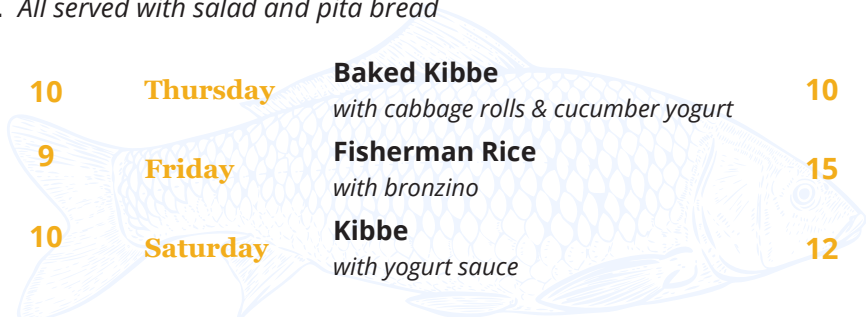 . All served with salad and pita bread
10
9
10
Thursday
Baked Kibbe
with cabbage rolls & cucumber yogurt
10
Friday
Fisherman Rice
with bronzino
15
Saturday
Kibbe
with yogurt sauce
12